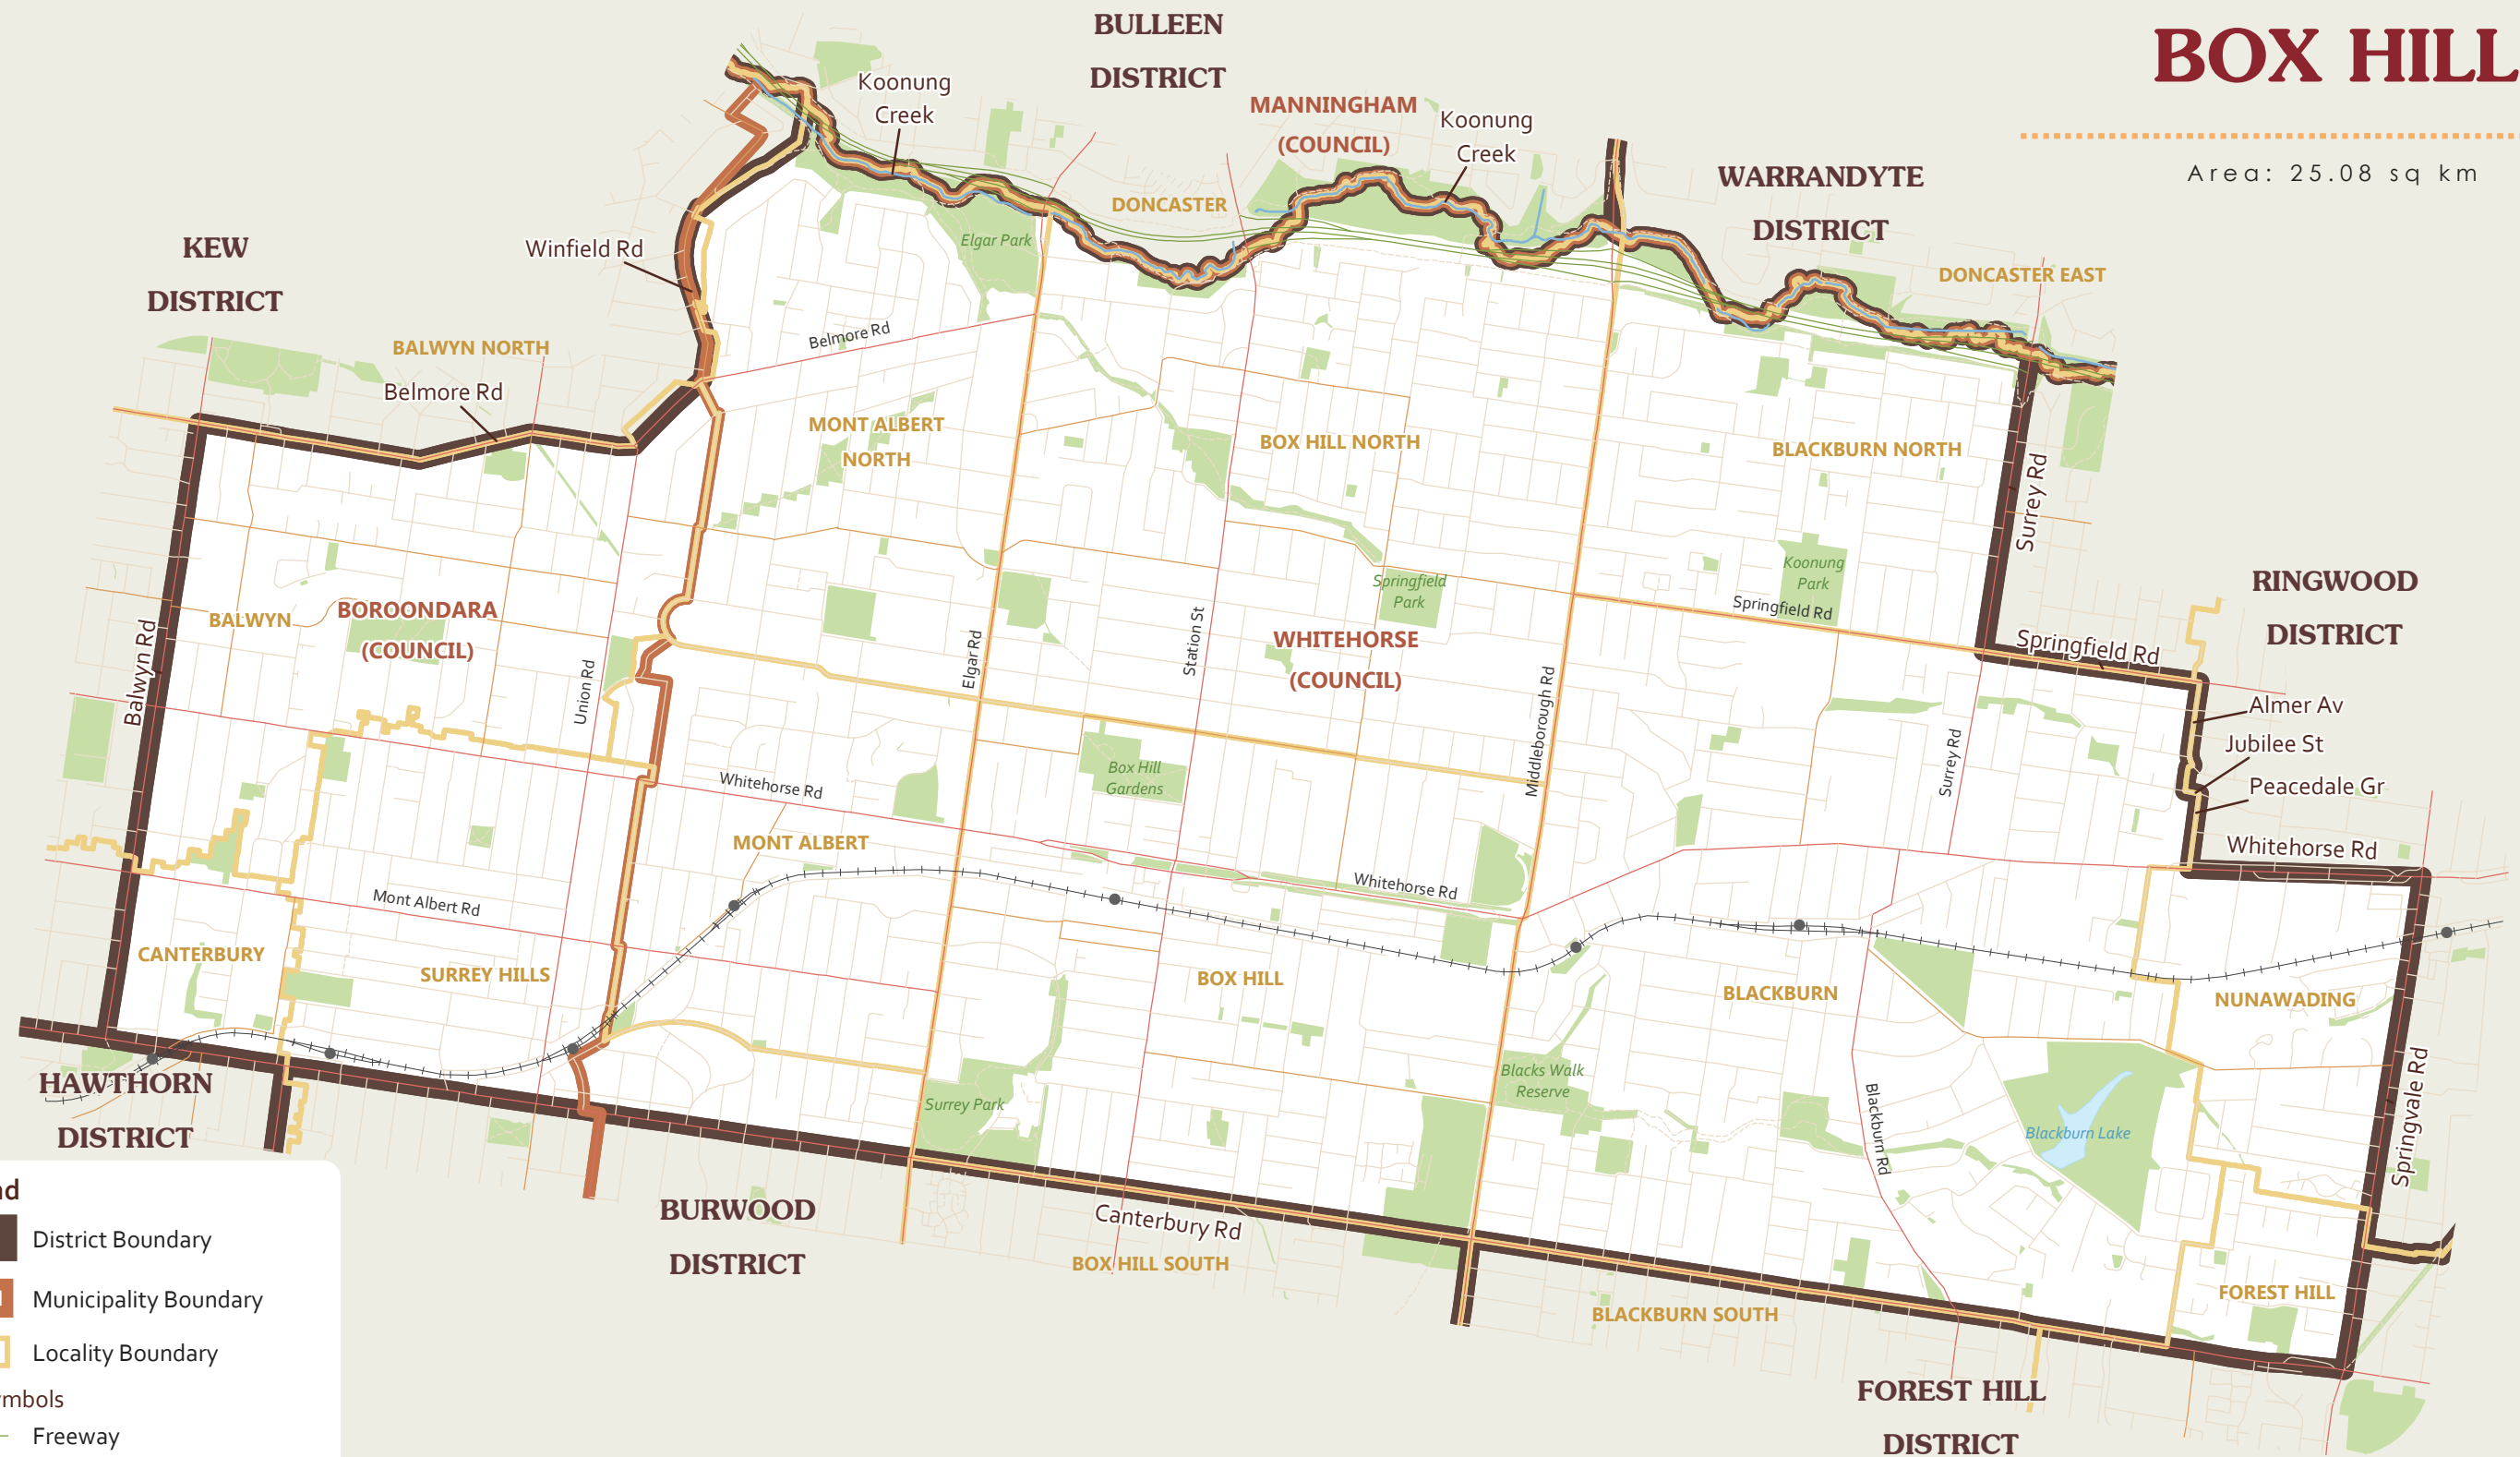 BOX HILL
Area: 25.08 sq km
BULLEEN
DISTRICT
Koonung
Creek
MANNINGHAM
(COUNCIL)
Koonung
Creek
WARRANDYTE
DISTRICT
DONCASTER
Elgar Park
KEW
DISTRICT
Winfield Rd
DONCASTER EAST
Belmore Rd
BALWYN NORTH
Belmore Rd
MONT ALBERT
NORTH
BOX HILL NORTH
BLACKBURN NORTH
Surrey Rd
Koonung
Park
Springfield
Park
Springfield Rd
RINGWOOD
DISTRICT
BALWYN
BOROONDARA
(COUNCIL)
WHITEHORSE
(COUNCIL)
Springfield Rd
Balwyn Rd
Union Rd
Elgar Rd
Station St
Middleborough Rd
Surrey Rd
Almer Av
Jubilee St
Peacedale Gr
Whitehorse Rd
Box Hill
Gardens
Whitehorse Rd
MONT ALBERT
Whitehorse Rd
Mont Albert Rd
CANTERBURY
SURREY HILLS
BOX HILL
BLACKBURN
NUNAWADING
Blacks Walk
Reserve
Surrey Park
Blackburn Rd
Blackburn Lake
Springvale Rd
HAWTHORN
DISTRICT
BURWOOD
DISTRICT
Canterbury Rd
BOX HILL SOUTH
BLACKBURN SOUTH
FOREST HILL
FOREST HILL
DISTRICT
nd
District Boundary
Municipality Boundary
Locality Boundary
mbols
Freeway